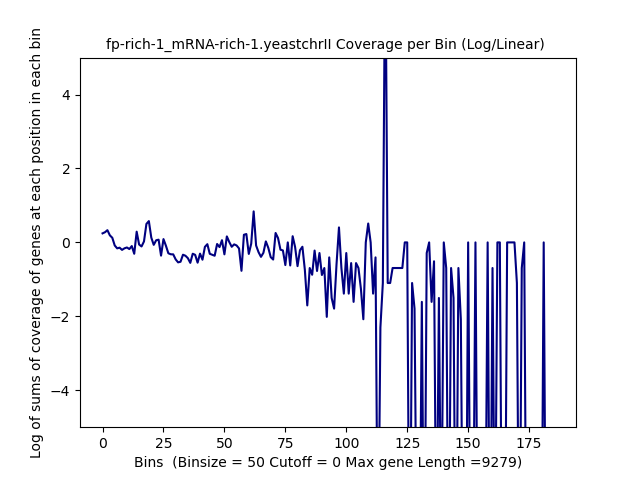 fp-rich-1_mRNA-rich-1.yeastchrII Coverage per Bin (Log/Linear)
Log of sums of coverage of genes at each position in each bin
4
2
0
−2
−4
0 25 50 75 100 125 150 175
Bins  (Binsize = 50 Cutoff = 0 Max gene Length =9279)